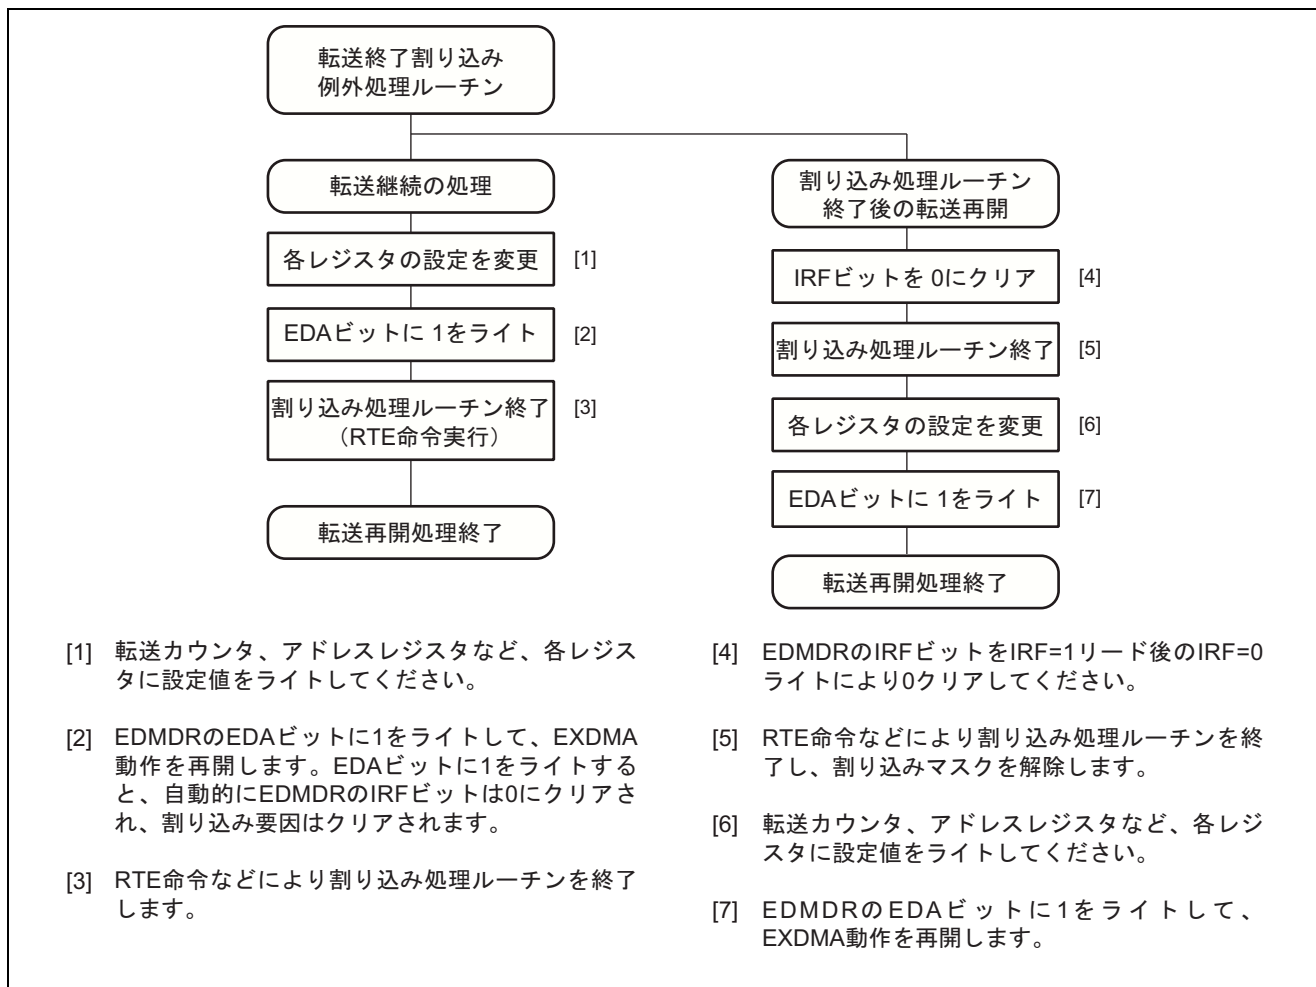 転送終了割り込み
例外処理ルーチン
転送継続の処理
各レジスタの設定を変更 [1]
EDAビットに 1をライト [2]
割り込み処理ルーチン終了 [3]
（RTE命令実行）
転送再開処理終了
割り込み処理ルーチン
終了後の転送再開
IRFビットを 0にクリア [4]
割り込み処理ルーチン終了 [5]
各レジスタの設定を変更 [6]
EDAビットに 1をライト [7]
転送再開処理終了
[1] 転送カウンタ、アドレスレジスタなど、各レジス
タに設定値をライトしてください。
[2] EDMDRのEDAビットに1をライトして、EXDMA
動作を再開します。EDAビットに1をライトする
と、自動的にEDMDRのIRFビットは0にクリアさ
れ、割り込み要因はクリアされます。
[3] RTE命令などにより割り込み処理ルーチンを終了
します。
[4] EDMDRのIRFビットをIRF=1リード後のIRF=0
ライトにより0クリアしてください。
[5] RTE命令などにより割り込み処理ルーチンを終
了し、割り込みマスクを解除します。
[6] 転送カウンタ、アドレスレジスタなど、各レジ
スタに設定値をライトしてください。
[7] EDMDRのEDAビットに1をライトして、
EXDMA動作を再開します。